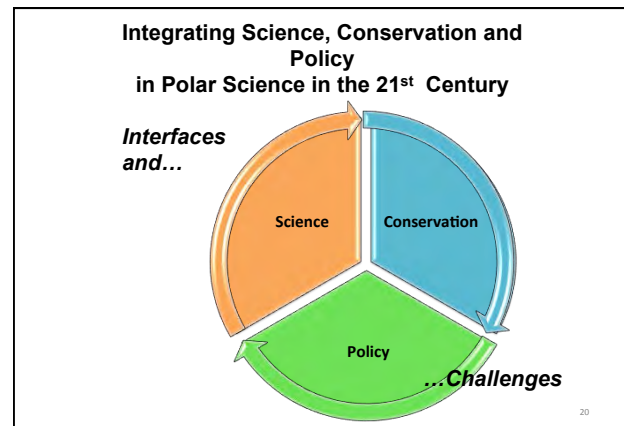 Integrating Science, Conservation and
Policy
in Polar Science in the 21st Century
Interfaces
and…
Science
Conservation
Policy
…Challenges
20